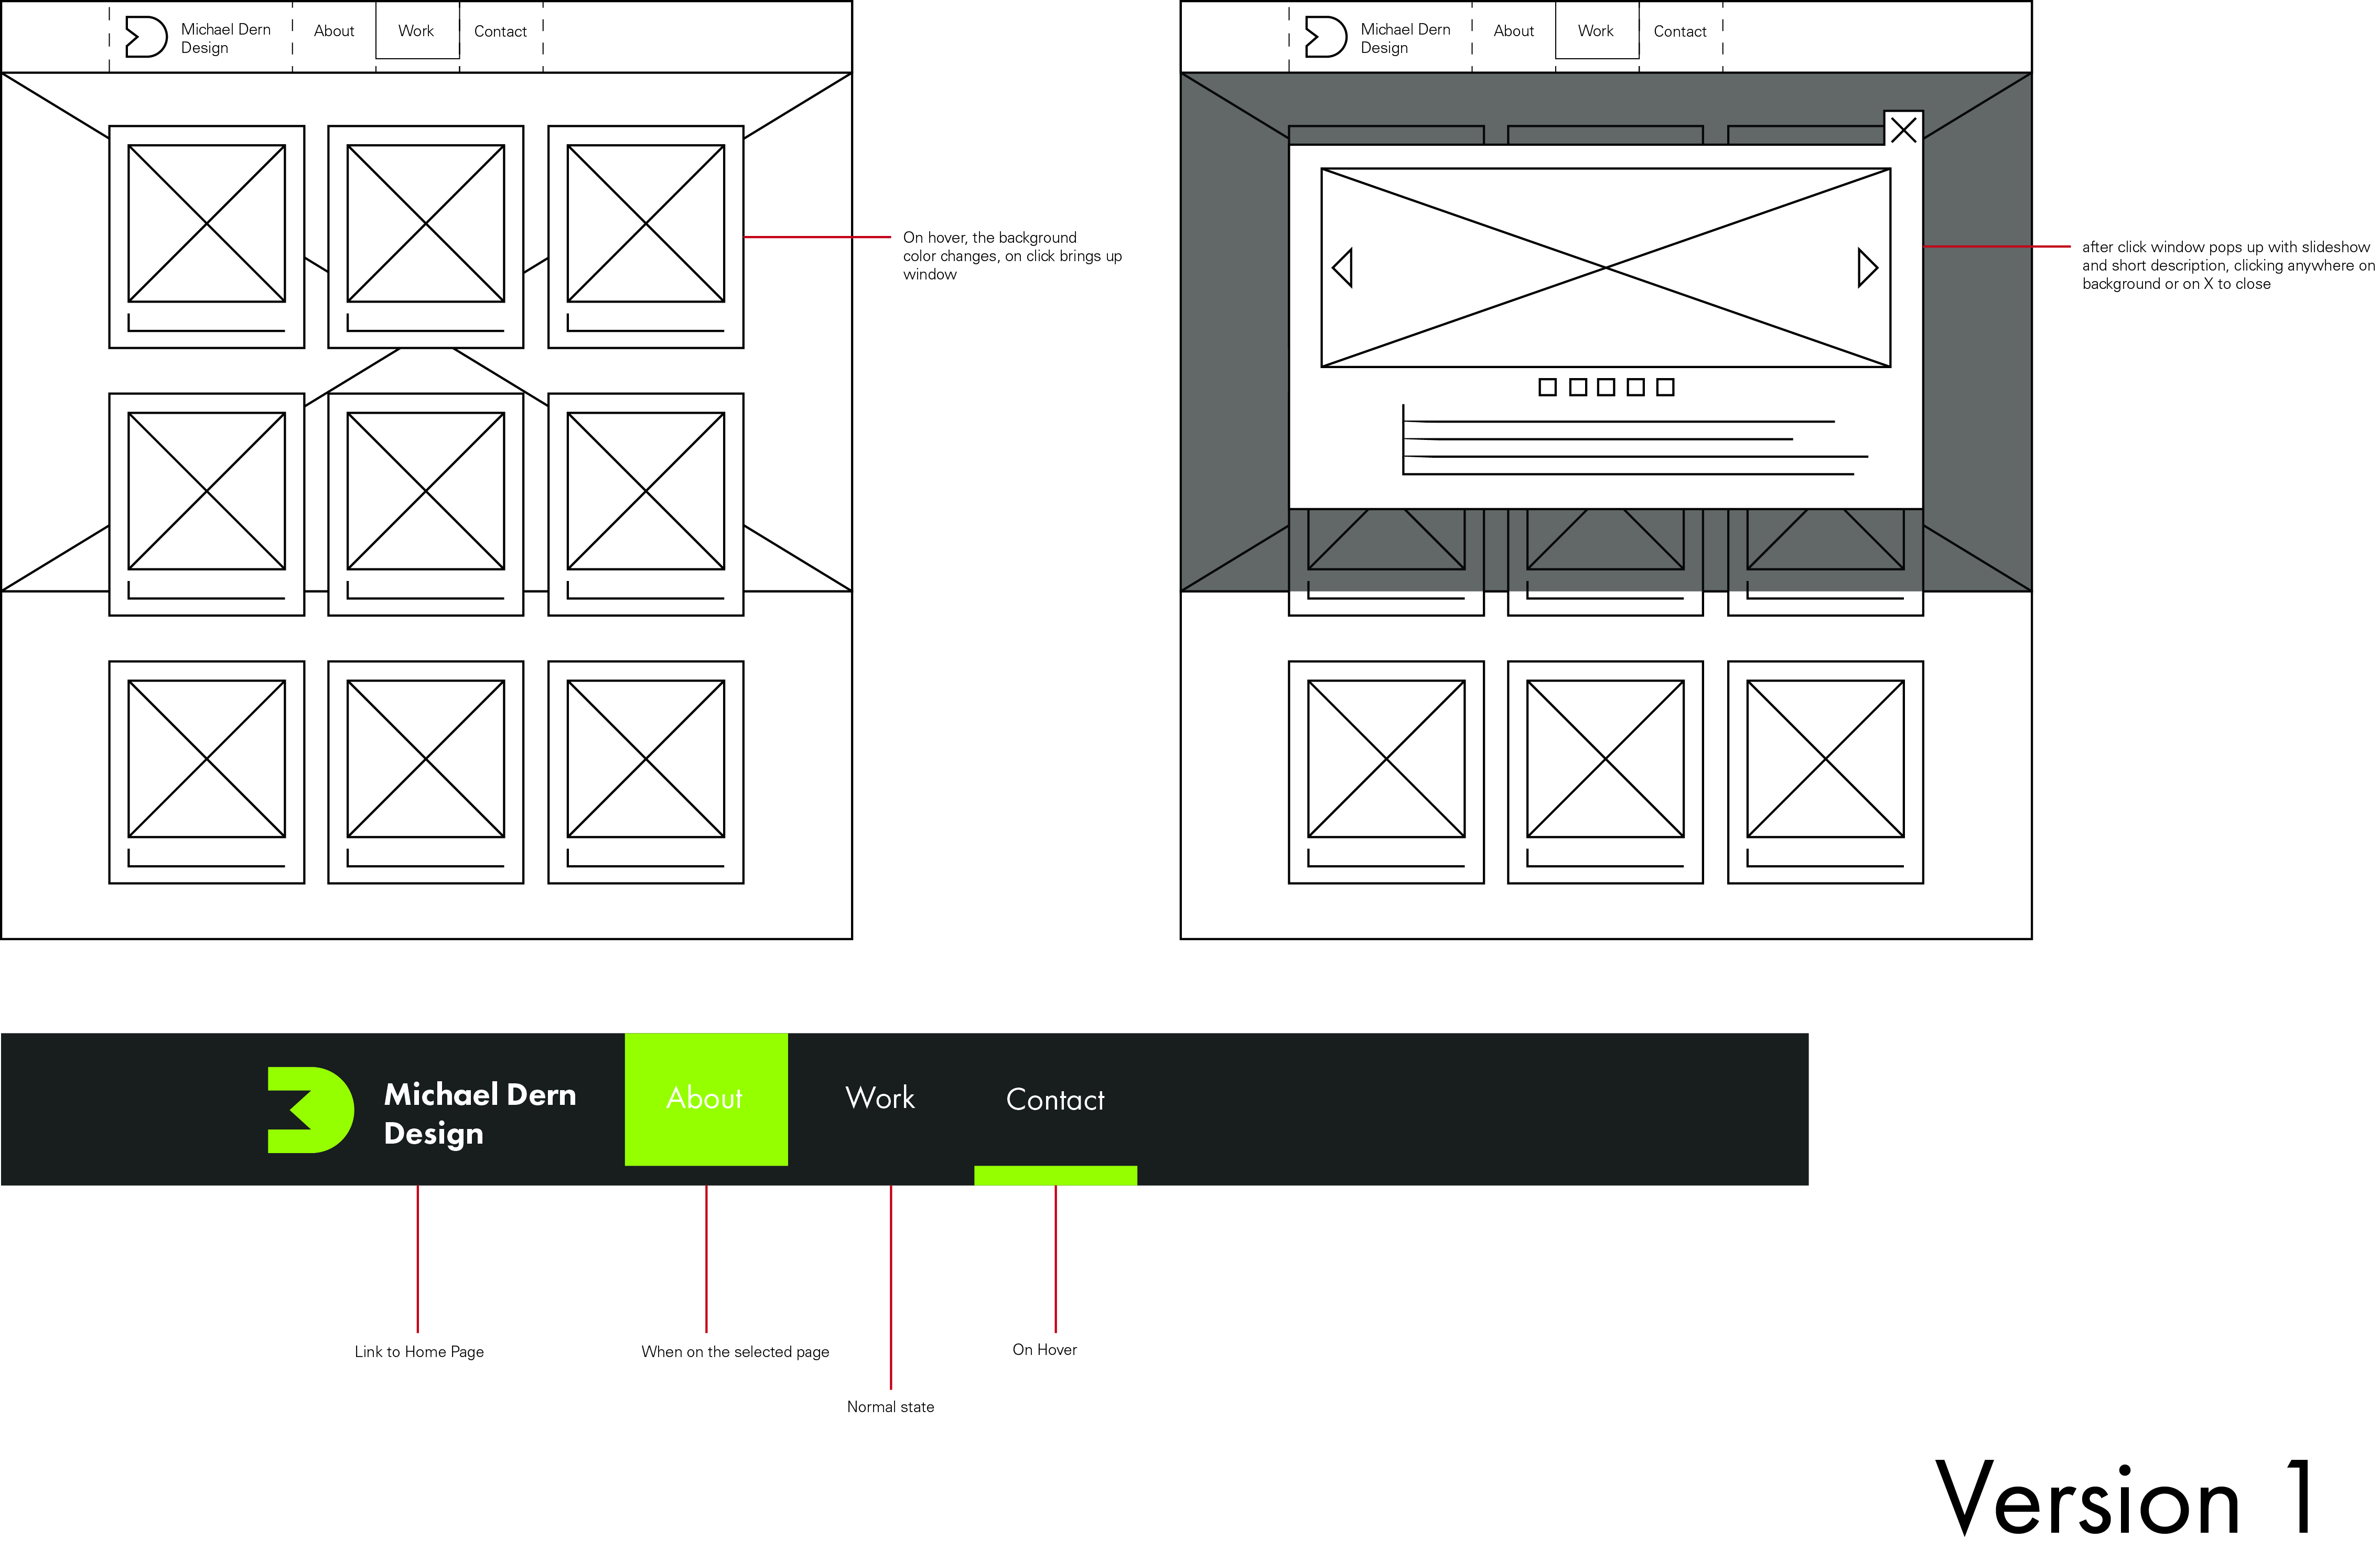 Michael Dern
Design
About
Work
Contact
Michael Dern
Design
About
Work
Contact
On hover, the background
color changes, on click brings up
window
after click window pops up with slideshow
and short description, clicking anywhere on
background or on X to close
Michael Dern
Design
About
Work
Contact
Link to Home Page
When on the selected page
Normal state
On Hover
Version 1